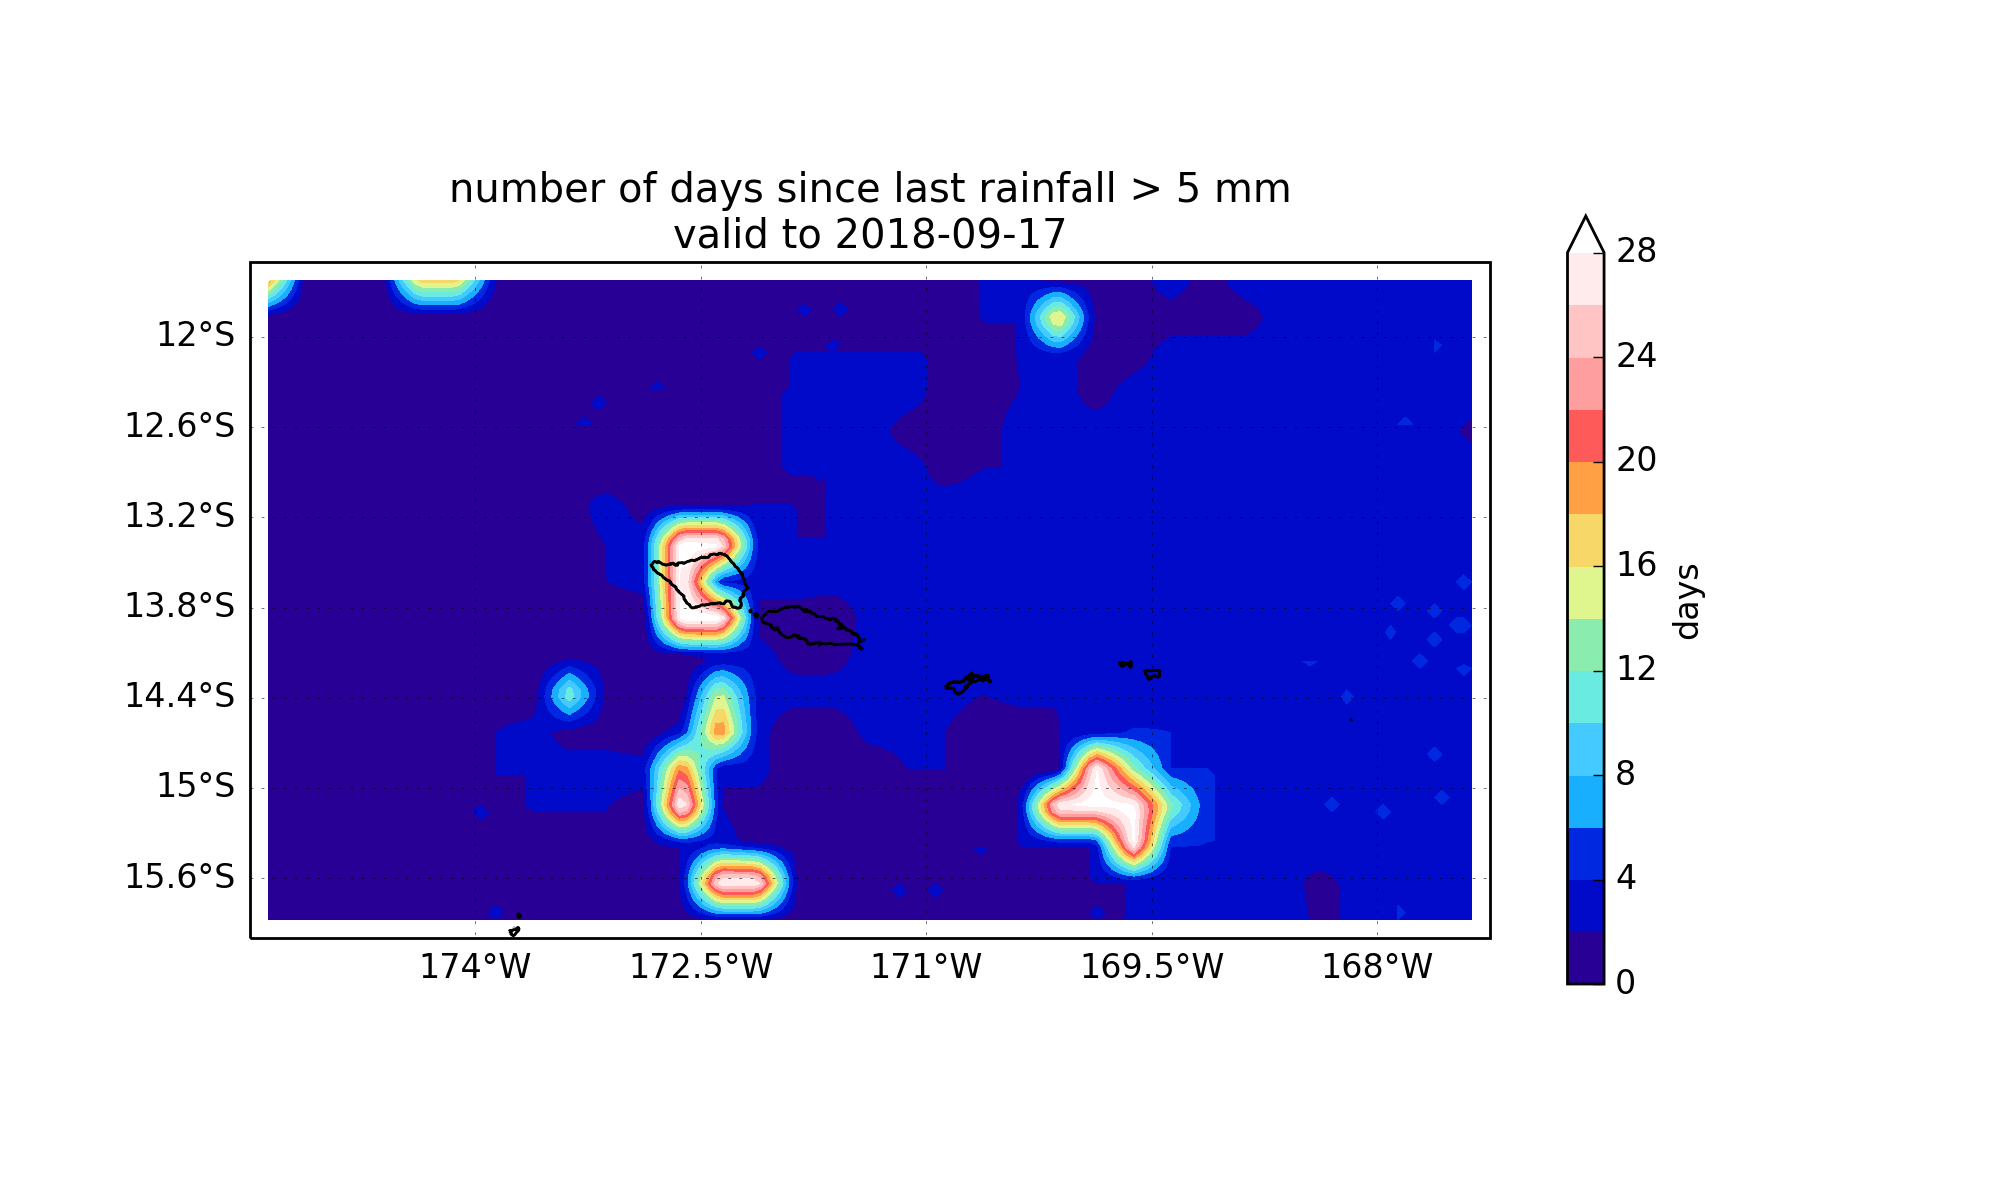 number of days since last rainfall > 5 mm
valid to 2018-09-17
12°S
12.6°S
13.2°S
13.8°S
14.4°S
15°S
15.6°S
174°W
172.5°W
171°W
169.5°W
168°W
28
24
20
16
12
8
4
0
days